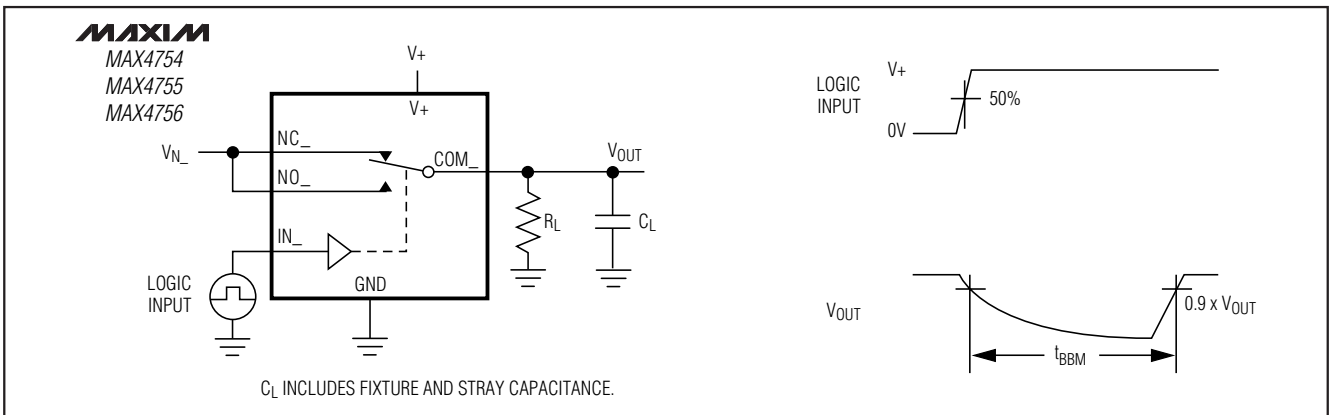 MAXIM
MAX4754
MAX4755
MAX4756
V+
V+
NC_
V_N_
NO_
COM_
V_OUT
R_L
C_L
IN_
LOGIC
INPUT
GND
C_L INCLUDES FIXTURE AND STRAY CAPACITANCE.
LOGIC
INPUT
V+
50%
0V
V_OUT
0.9 x V_OUT
t_BBM